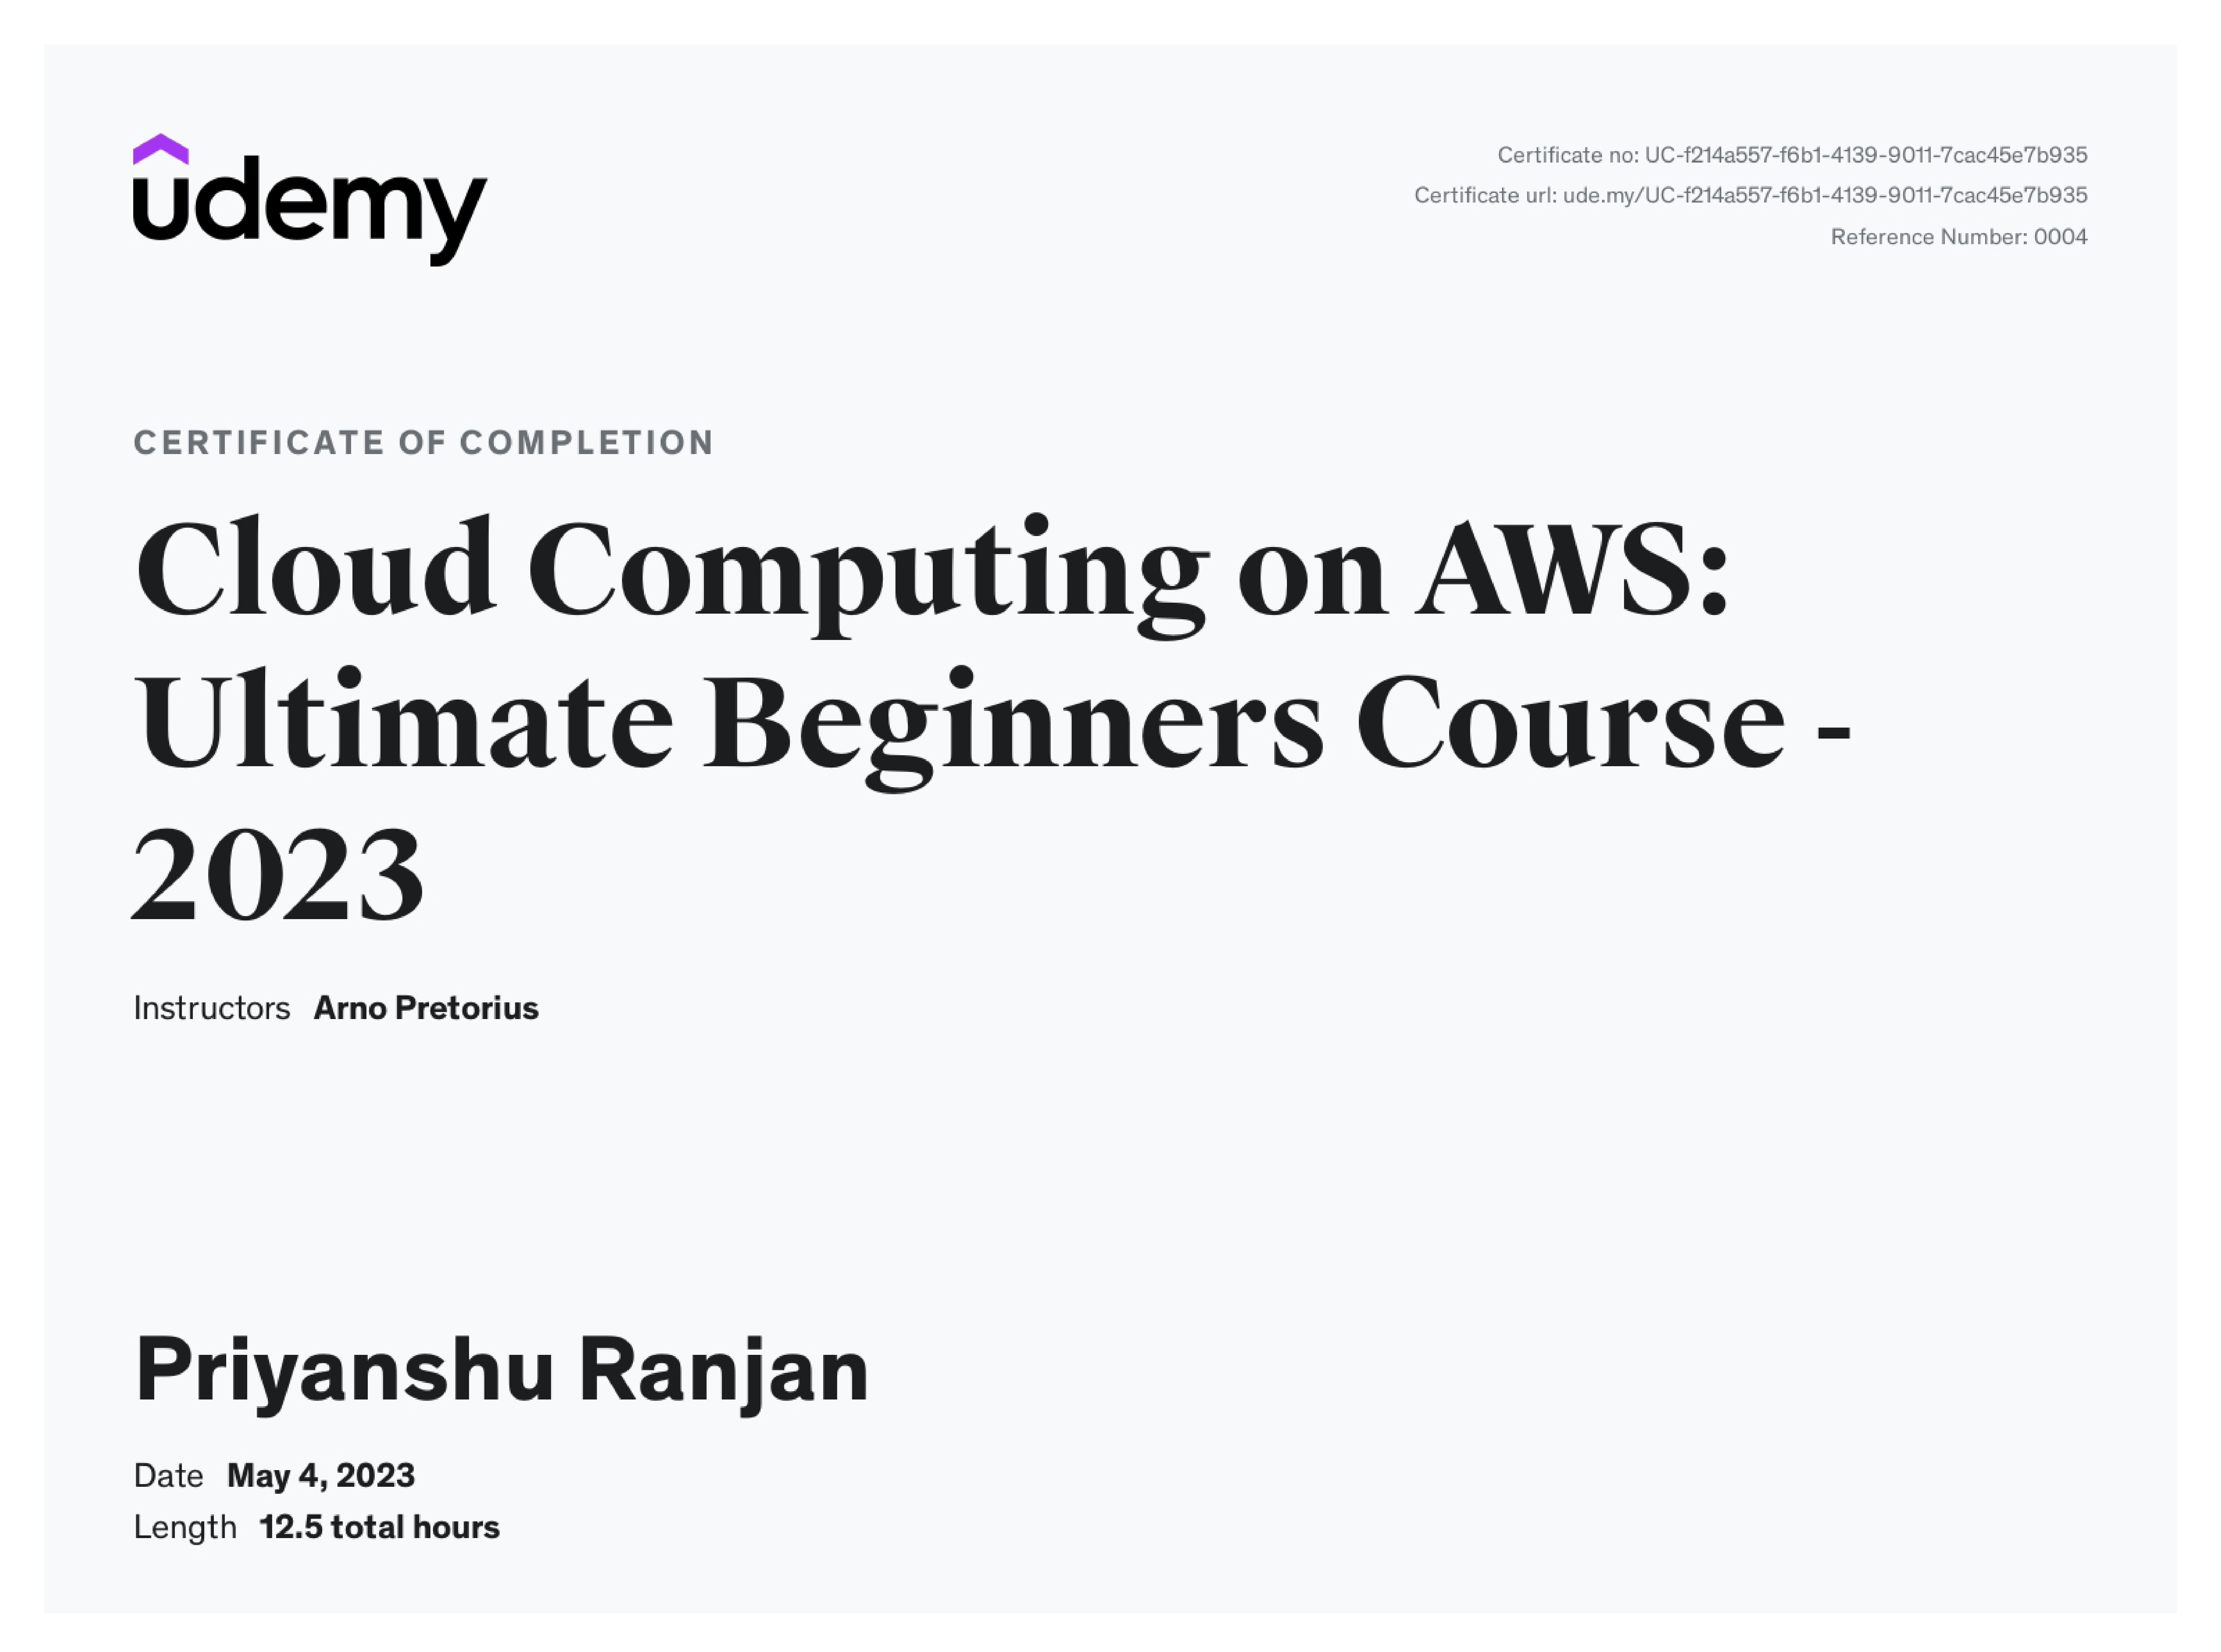 udemy
Certificate no: UC-f214a557-f6b1-4139-9011-7cac45e7b935
Certificate url: ude.my/UC-f214a557-f6b1-4139-9011-7cac45e7b935
Reference Number: 0004
CERTIFICATE OF COMPLETION
Cloud Computing on AWS:
Ultimate Beginners Course -
2023
Instructors Arno Pretorius
Priyanshu Ranjan
Date May 4, 2023
Length 12.5 total hours